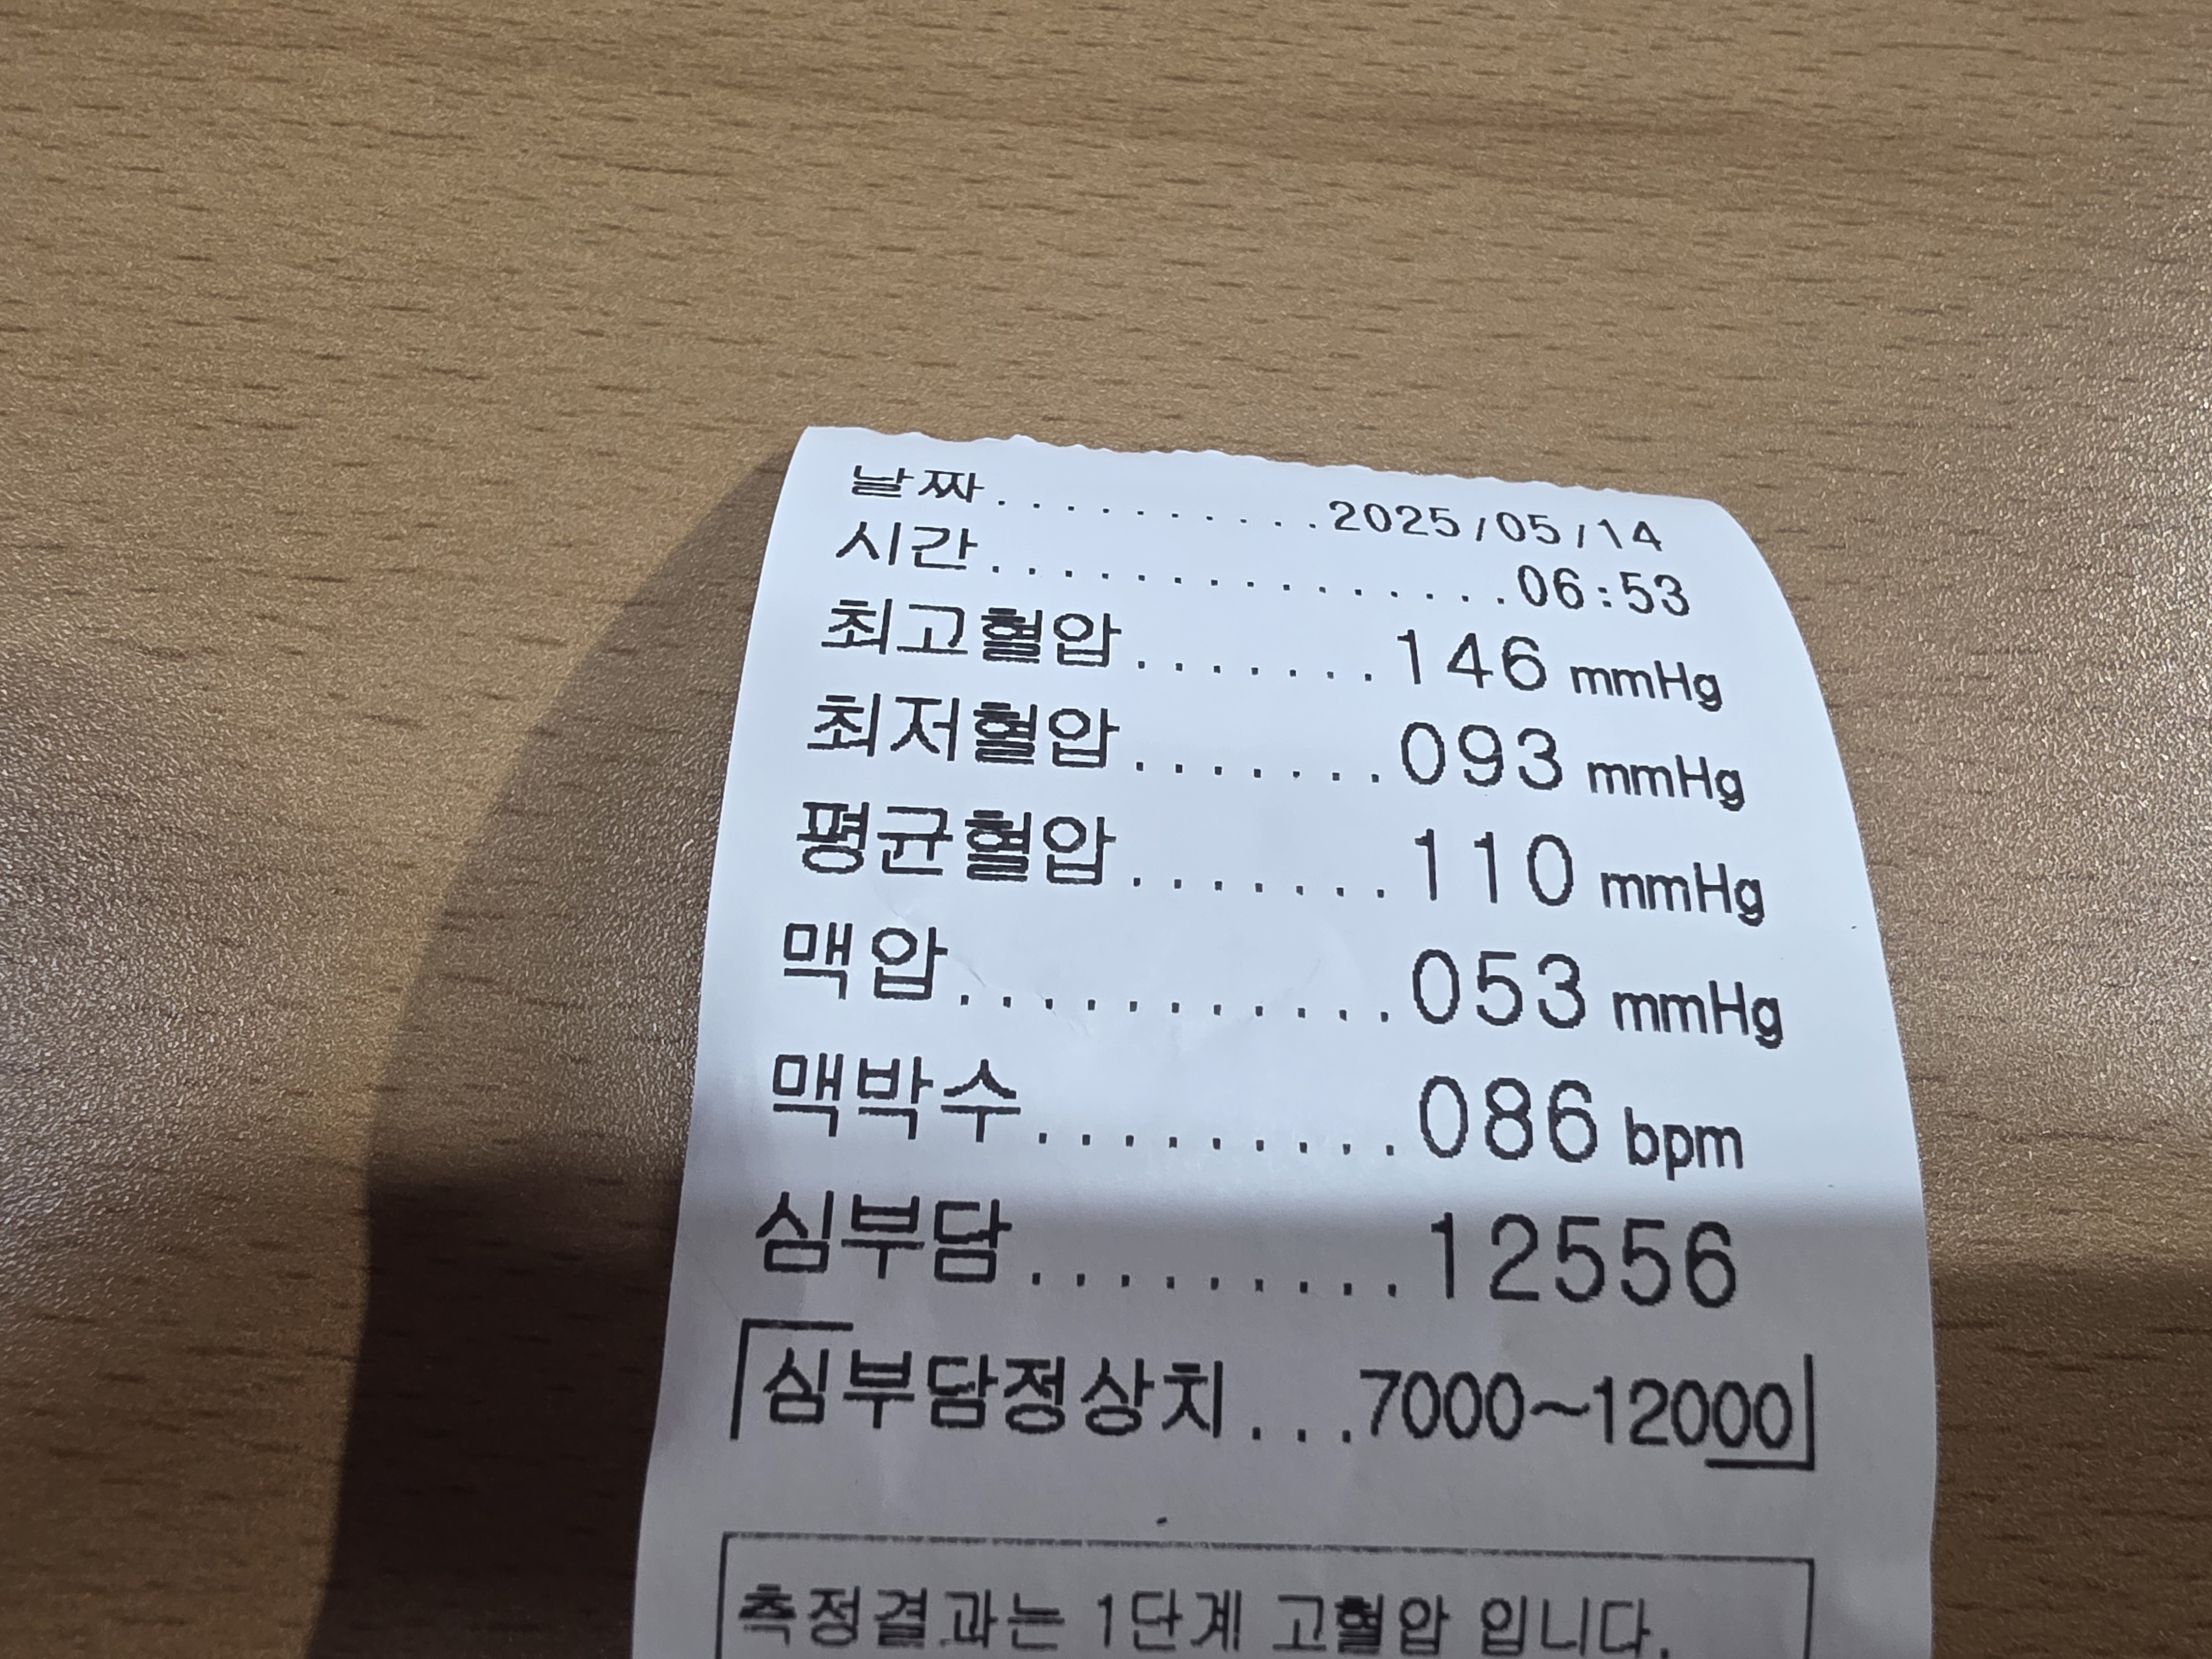 날짜..........2025/05/14
시간...............06:53
최고혈압.......146 mmHg
최저혈압.......093 mmHg
평균혈압.......110 mmHg
맥압...........053 mmHg
맥박수..........086 bpm
심부담..........12556
「심부담정상치...7000~12000」
측정결과는 1단계 고혈압 입니다.